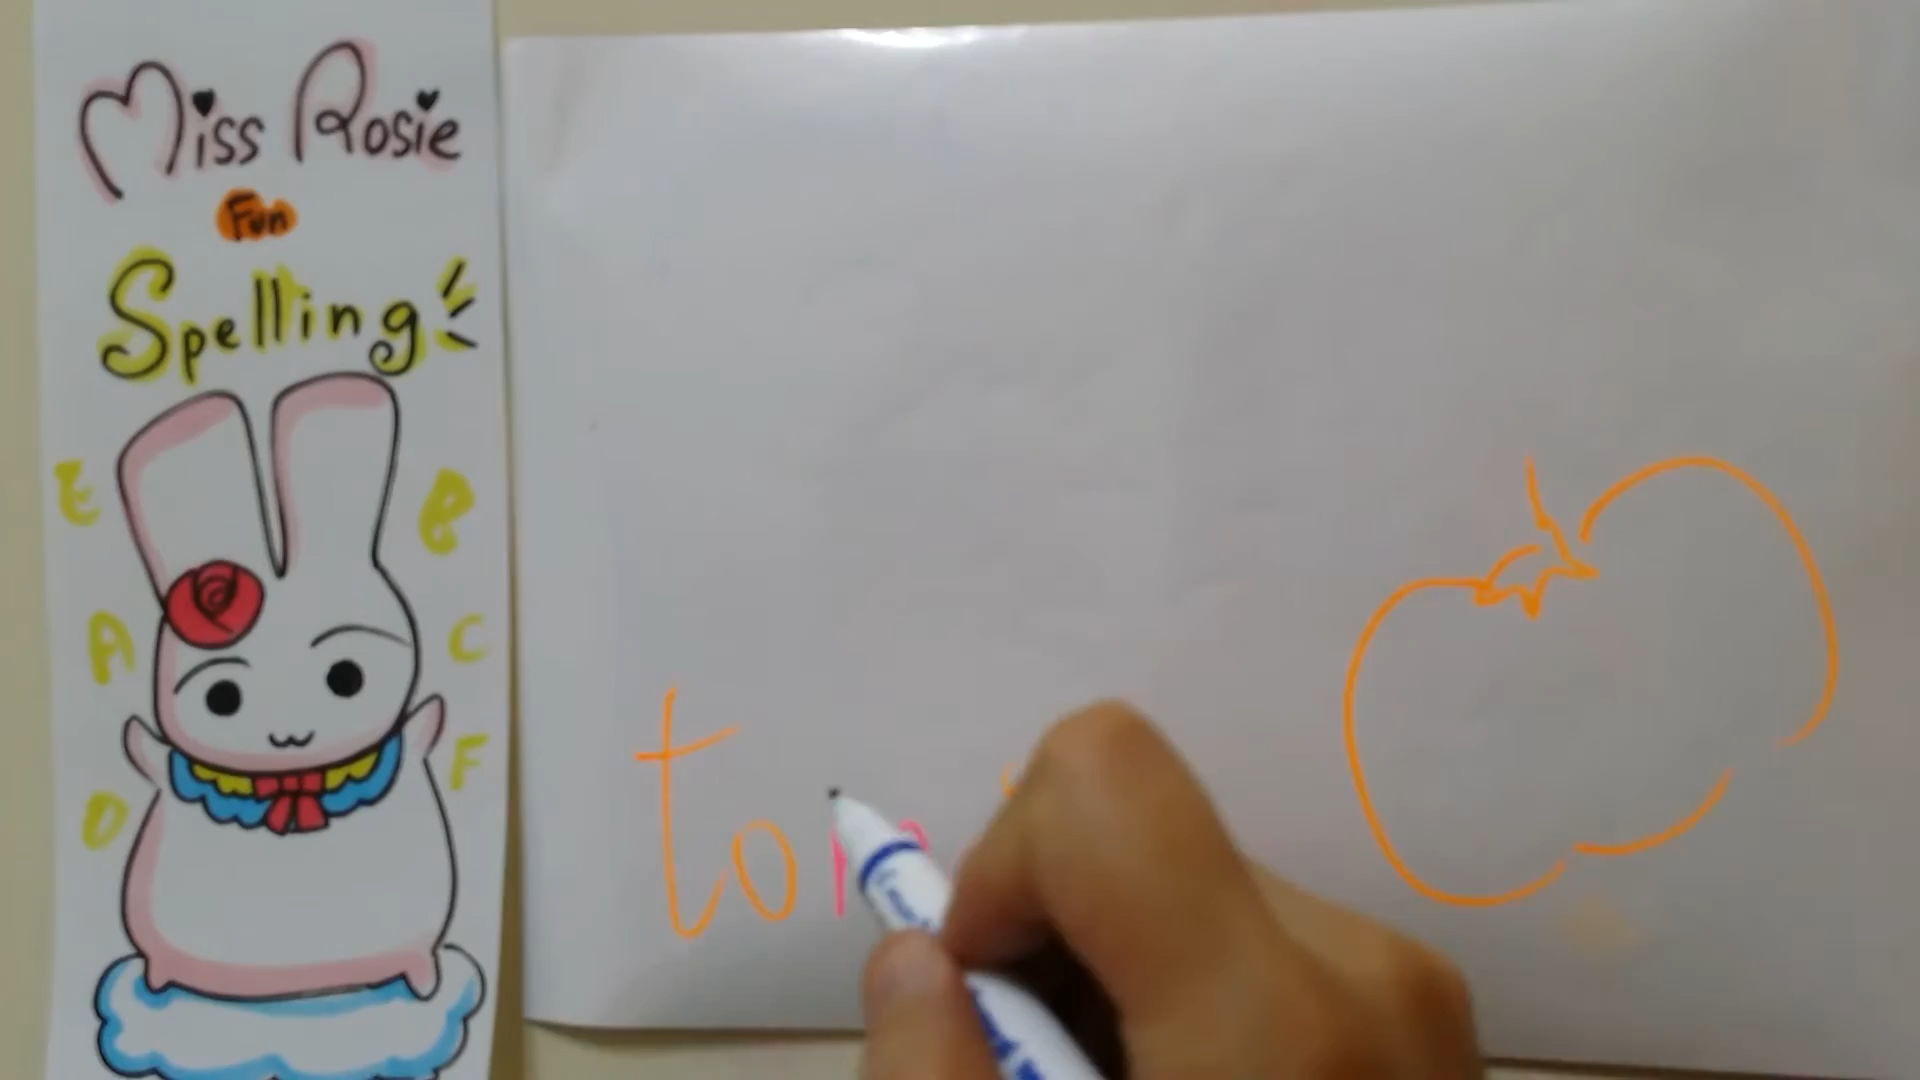 Miss Rosie
Fun
Spelling
E B
A C
D F
to